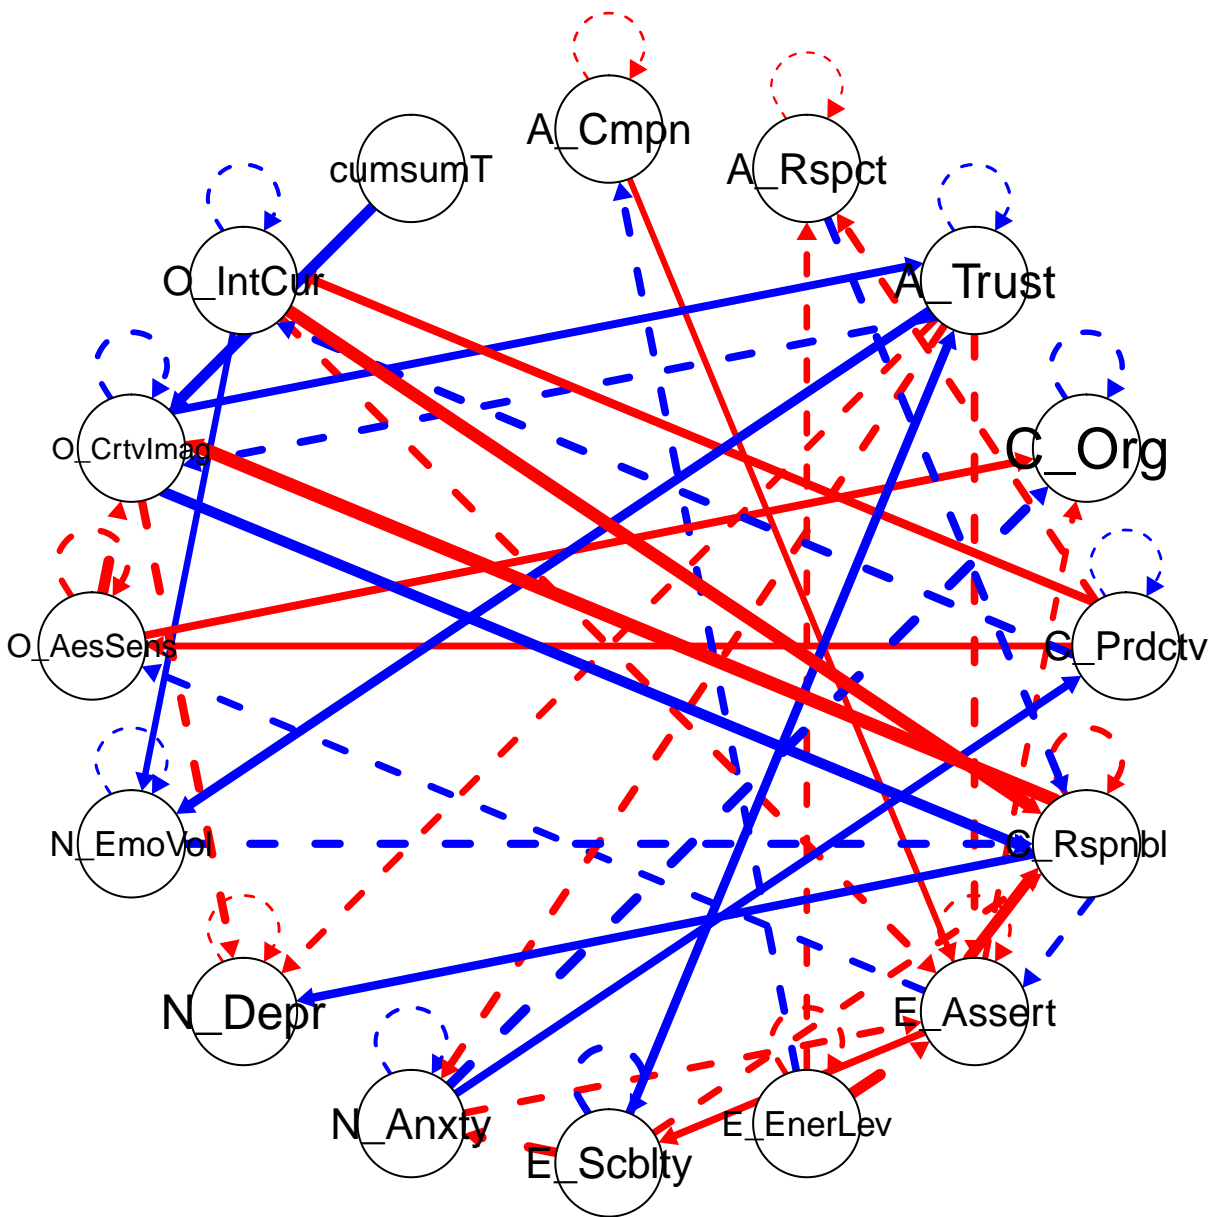 A_Cmpn
cumsumT
A_Rspct
O_IntCur
A_Trust
O_CrtvImag
C_Org
O_AesSens
C_Prdctv
N_EmoVol
C_Rspnbl
N_Depr
E_Assert
N_Anxty
E_EnerLev
E_Scblty